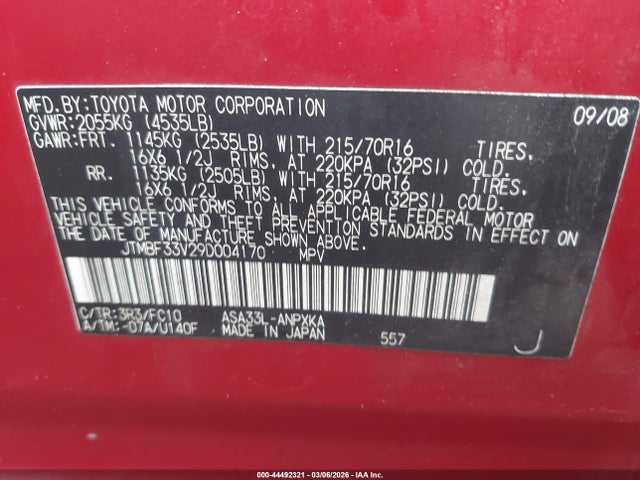 MFD.BY:TOYOTA MOTOR CORPORATION 09/08
GVWR:2055KG (4535LB)
GAWR:FRT. 1145KG (2535LB) WITH 215/70R16 TIRES,
16X6 1/2J RIMS, AT 220KPA (32PSI) COLD.
RR. 1135KG (2505LB) WITH 215/70R16 TIRES,
16X6 1/2J RIMS, AT 220KPA (32PSI) COLD.
THIS VEHICLE CONFORMS TO ALL APPLICABLE FEDERAL MOTOR
VEHICLE SAFETY AND THEFT PREVENTION STANDARDS IN EFFECT ON
THE DATE OF MANUFACTURE SHOWN ABOVE.
JTMBF33V29D004170 MPV
C/TR:3R3/FC10 ASA33L-ANPXKA
A/TM:-07A/U140F MADE IN JAPAN 557 J
000-44492321 - 03/06/2026 - IAA Inc.